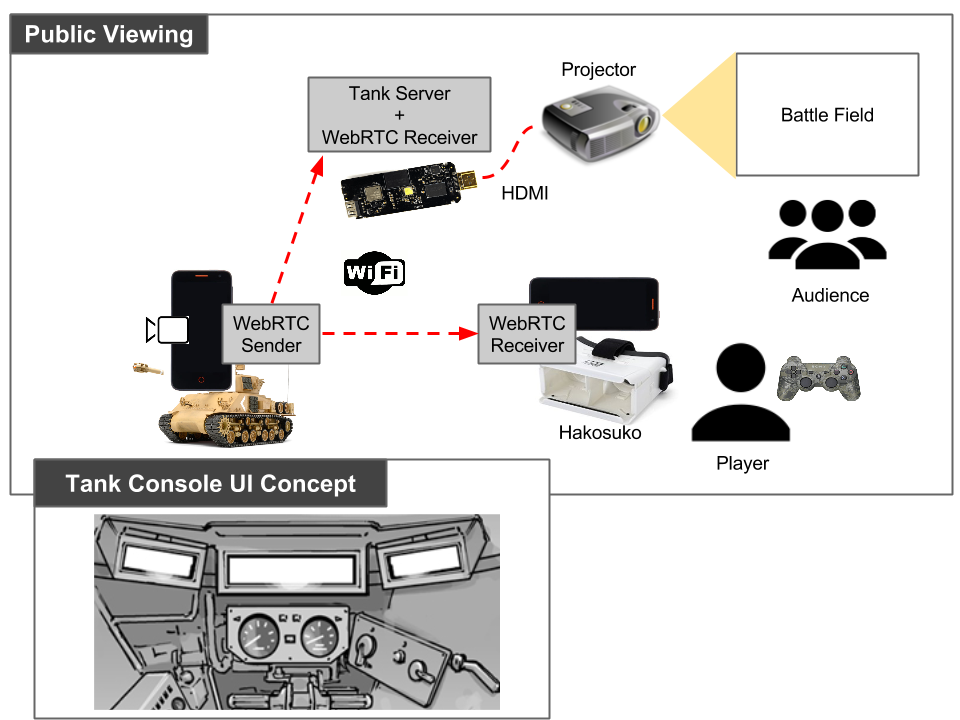 Public Viewing
Tank Server
+
WebRTC Receiver
Projector
Battle Field
HDMI
WiFi
Audience
WebRTC
Sender
WebRTC
Receiver
Hakosuko
Player
Tank Console UI Concept